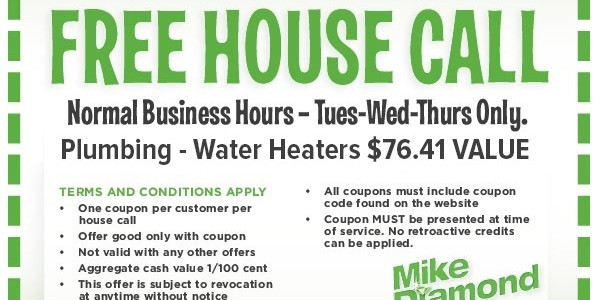 FREE HOUSE CALL
Normal Business Hours – Tues-Wed-Thurs Only.
Plumbing - Water Heaters $76.41 VALUE
TERMS AND CONDITIONS APPLY
• One coupon per customer per
house call
• Offer good only with coupon
• Not valid with any other offers
• Aggregate cash value 1/100 cent
• This offer is subject to revocation
at anytime without notice
• All coupons must include coupon
code found on the website
• Coupon MUST be presented at time
of service. No retroactive credits
can be applied.
Mike
Diamond